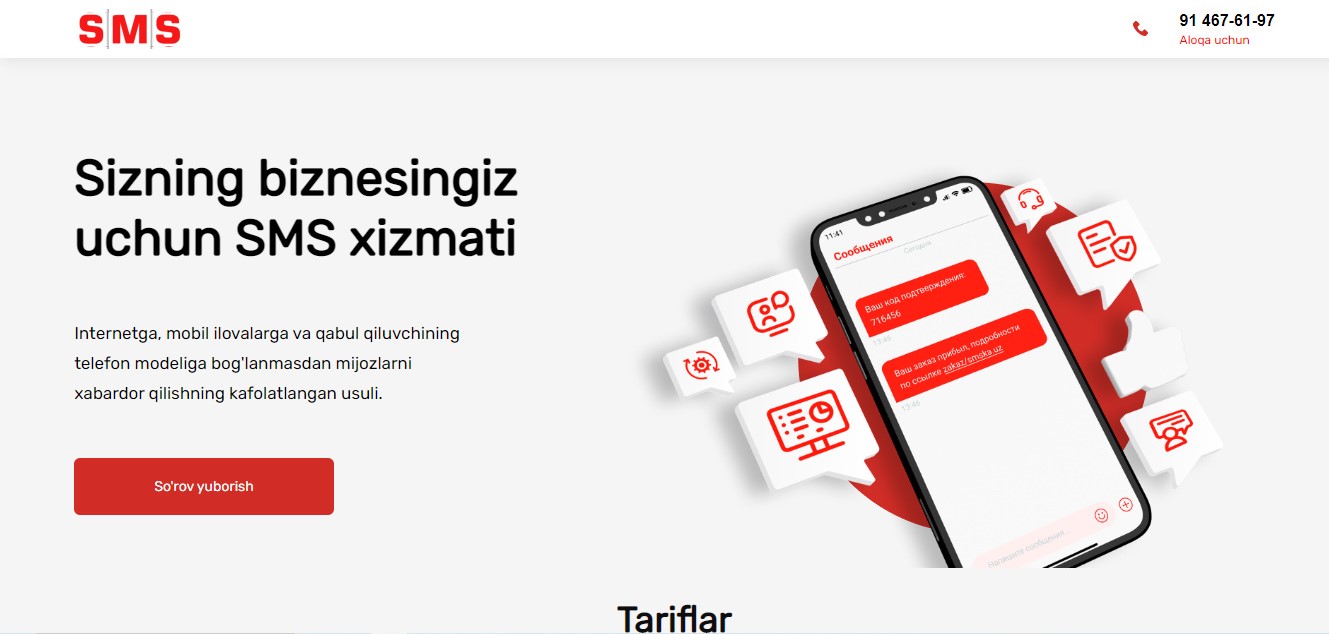 SMS
91 467-61-97
Aloqa uchun
Sizning biznesingiz
uchun SMS xizmati
Internetga, mobil ilovalarga va qabul qiluvchining
telefon modeliga bog'lanmasdan mijozlarni
xabardor qilishning kafolatlangan usuli.
So'rov yuborish
11:41
Сообщения
Сегодня
Ваш код подтверждения:
716456
13:46
Ваш заказ прибыл, подробности
по ссылке zakaz/smska.uz
13:46
Напишите сообщение...
Tariflar